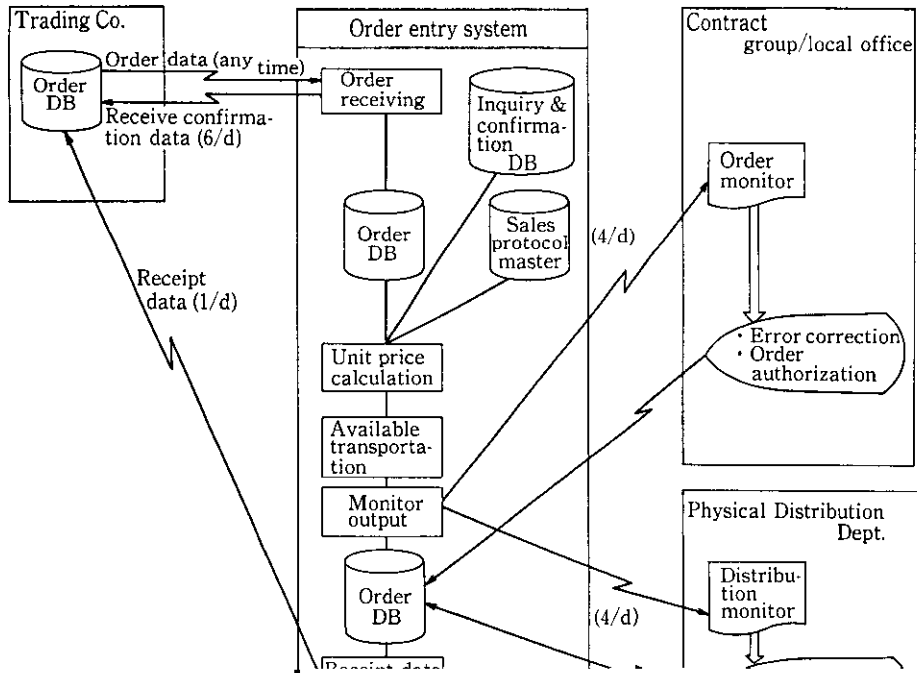 Trading Co.
Order data (any time)
Order
DB
Receive confirma-
tion data (6/d)
Receipt
data (1/d)
Order entry system
Order
receiving
Inquiry &
confirma-
tion
DB
Order
DB
Sales
protocol
master
(4/d)
Unit price
calculation
Available
transporta-
tion
Monitor
output
Order
DB
(4/d)
Receipt data
Contract
group/local office
Order
monitor
· Error correction
· Order
authorization
Physical Distribution
Dept.
Distribu-
tion
monitor